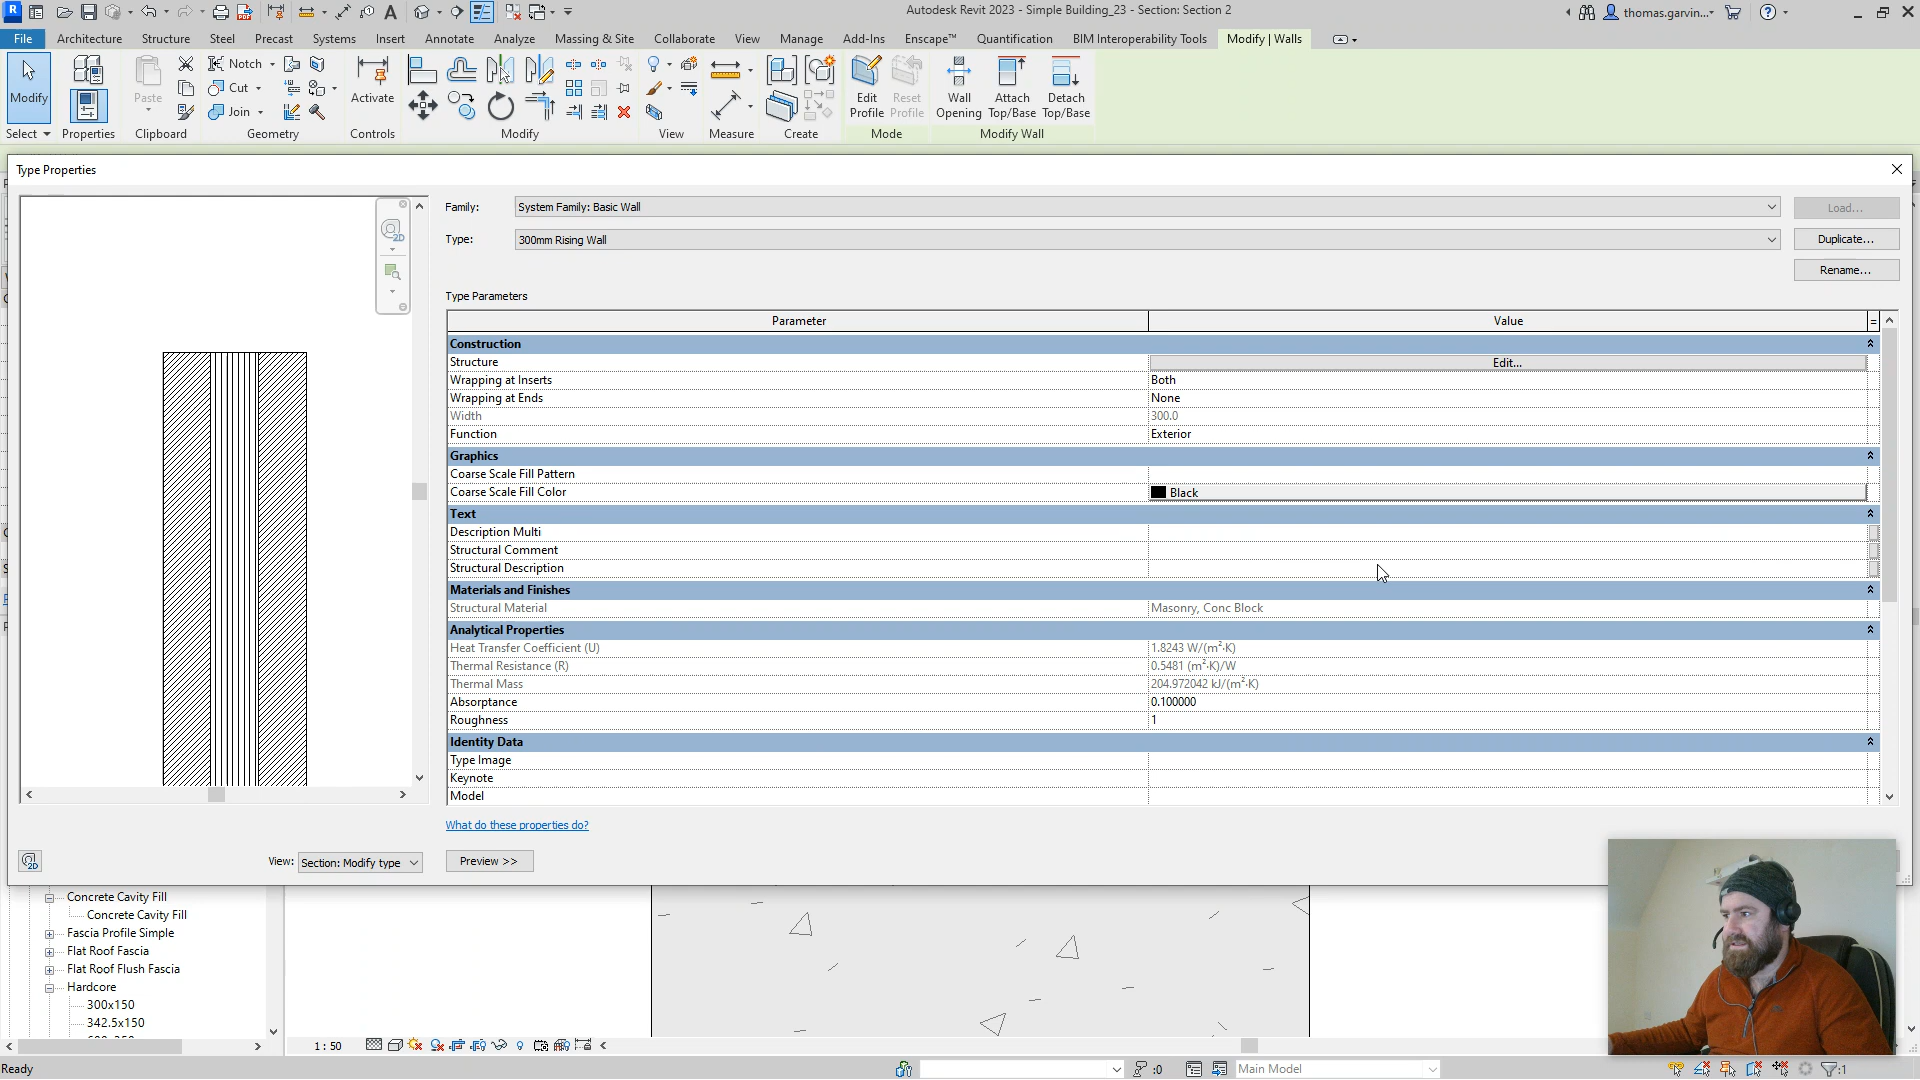 Autodesk Revit 2023 - Simple Building_23 - Section: Section 2
thomas.garvin...
File Architecture Structure Steel Precast Systems Insert Annotate Analyze Massing & Site Collaborate View Manage Add-Ins Enscape™ Quantification BIM Interoperability Tools Modify | Walls
Modify
Paste
Notch
Cut
Join
Activate
Edit Profile
Reset Profile
Wall Opening
Attach Top/Base
Detach Top/Base
Select Properties Clipboard Geometry Controls Modify View Measure Create Mode Modify Wall
Type Properties
Family: System Family: Basic Wall Load...
Type: 300mm Rising Wall Duplicate...
Rename...
Type Parameters
Parameter Value =
Construction
Structure Edit...
Wrapping at Inserts Both
Wrapping at Ends None
Width 300.0
Function Exterior
Graphics
Coarse Scale Fill Pattern
Coarse Scale Fill Color Black
Text
Description Multi
Structural Comment
Structural Description
Materials and Finishes
Structural Material Masonry, Conc Block
Analytical Properties
Heat Transfer Coefficient (U) 1.8243 W/(m²·K)
Thermal Resistance (R) 0.5481 (m²·K)/W
Thermal Mass 204.972042 kJ/(m²·K)
Absorptance 0.100000
Roughness 1
Identity Data
Type Image
Keynote
Model
What do these properties do?
View: Section: Modify type Preview >>
Concrete Cavity Fill
Concrete Cavity Fill
Fascia Profile Simple
Flat Roof Fascia
Flat Roof Flush Fascia
Hardcore
300x150
342.5x150
1 : 50
Ready :0 Main Model :1